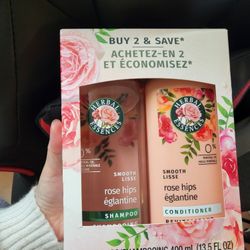 BUY 2 & SAVE*
ACHETEZ-EN 2
ET ÉCONOMISEZ*
HERBAL
ESSENCES
0%
SMOOTH
LISSE
rose hips
églantine
SHAMPOO
HERBAL
ESSENCES
0%
SMOOTH
LISSE
rose hips
églantine
CONDITIONER
400 mL (13.5 FL OZ